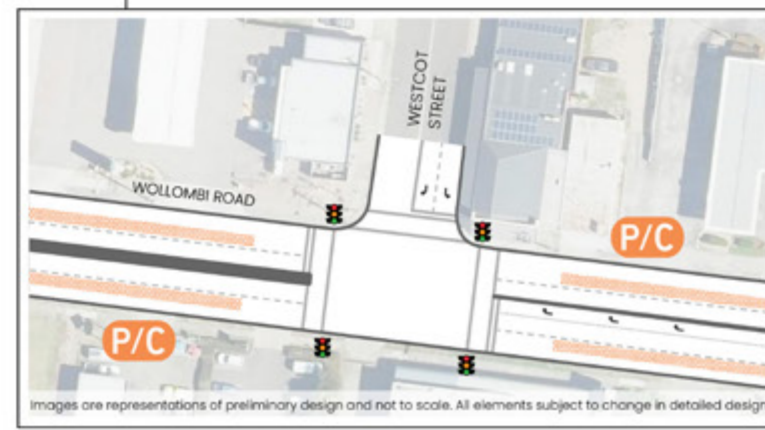 WESTCOT
STREET
WOLLOMBI ROAD
P/C
P/C
Images are representations of preliminary design and not to scale. All elements subject to change in detailed design